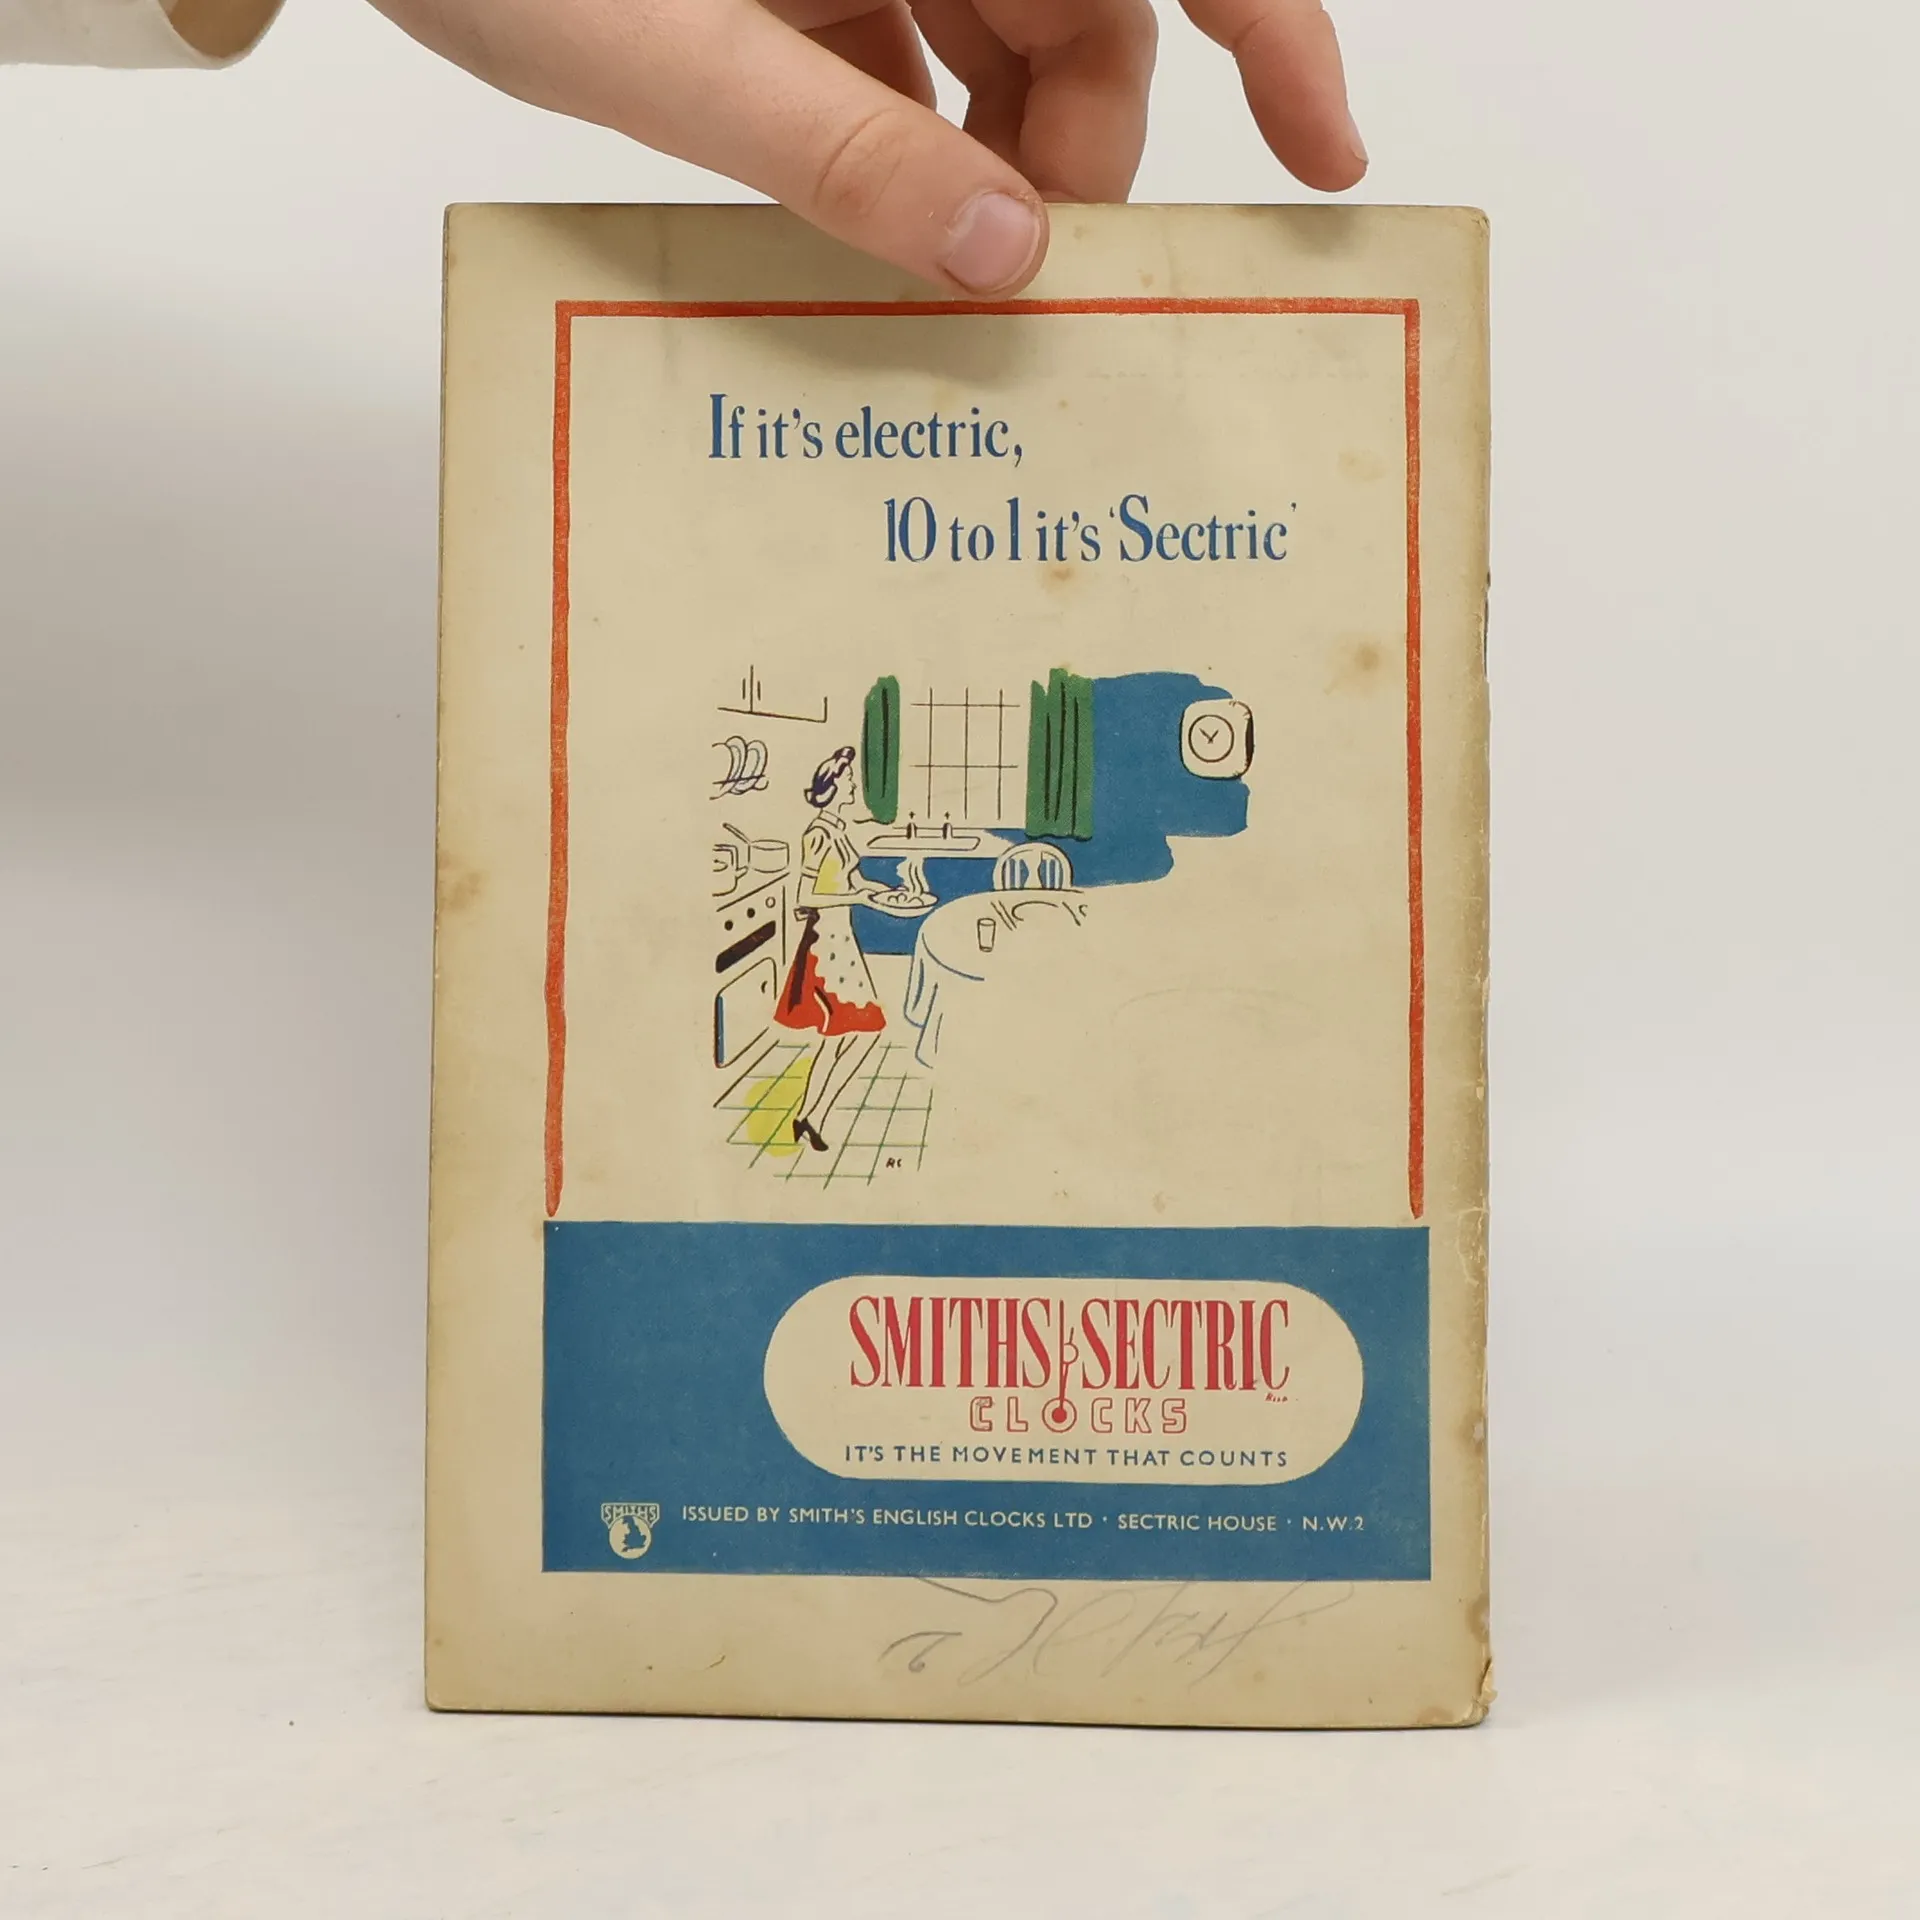 If it's electric,
10 to 1 it's 'Sectric'
SMITHS SECTRIC
CLOCKS
IT'S THE MOVEMENT THAT COUNTS
SMITHS
ISSUED BY SMITH'S ENGLISH CLOCKS LTD · SECTRIC HOUSE · N.W.2